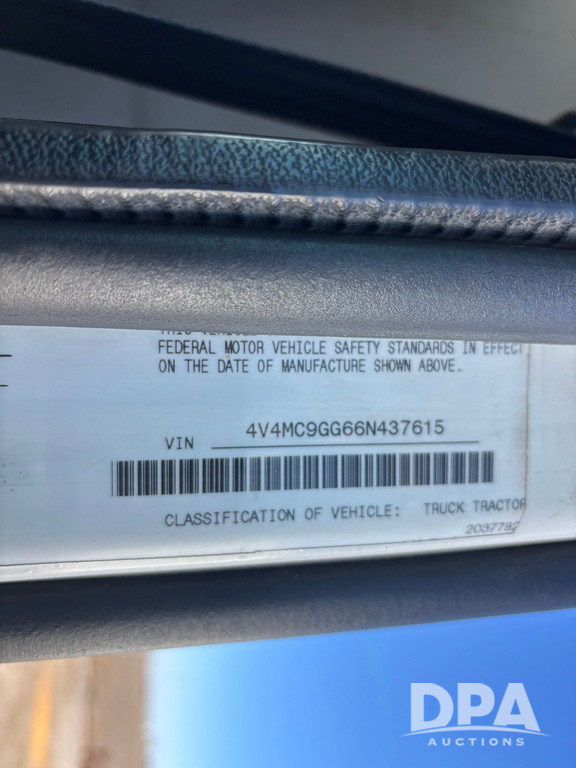 FEDERAL MOTOR VEHICLE SAFETY STANDARDS IN EFFECT
ON THE DATE OF MANUFACTURE SHOWN ABOVE.
VIN 4V4MC9GG66N437615
CLASSIFICATION OF VEHICLE: TRUCK TRACTOR
2037782
DPA
AUCTIONS